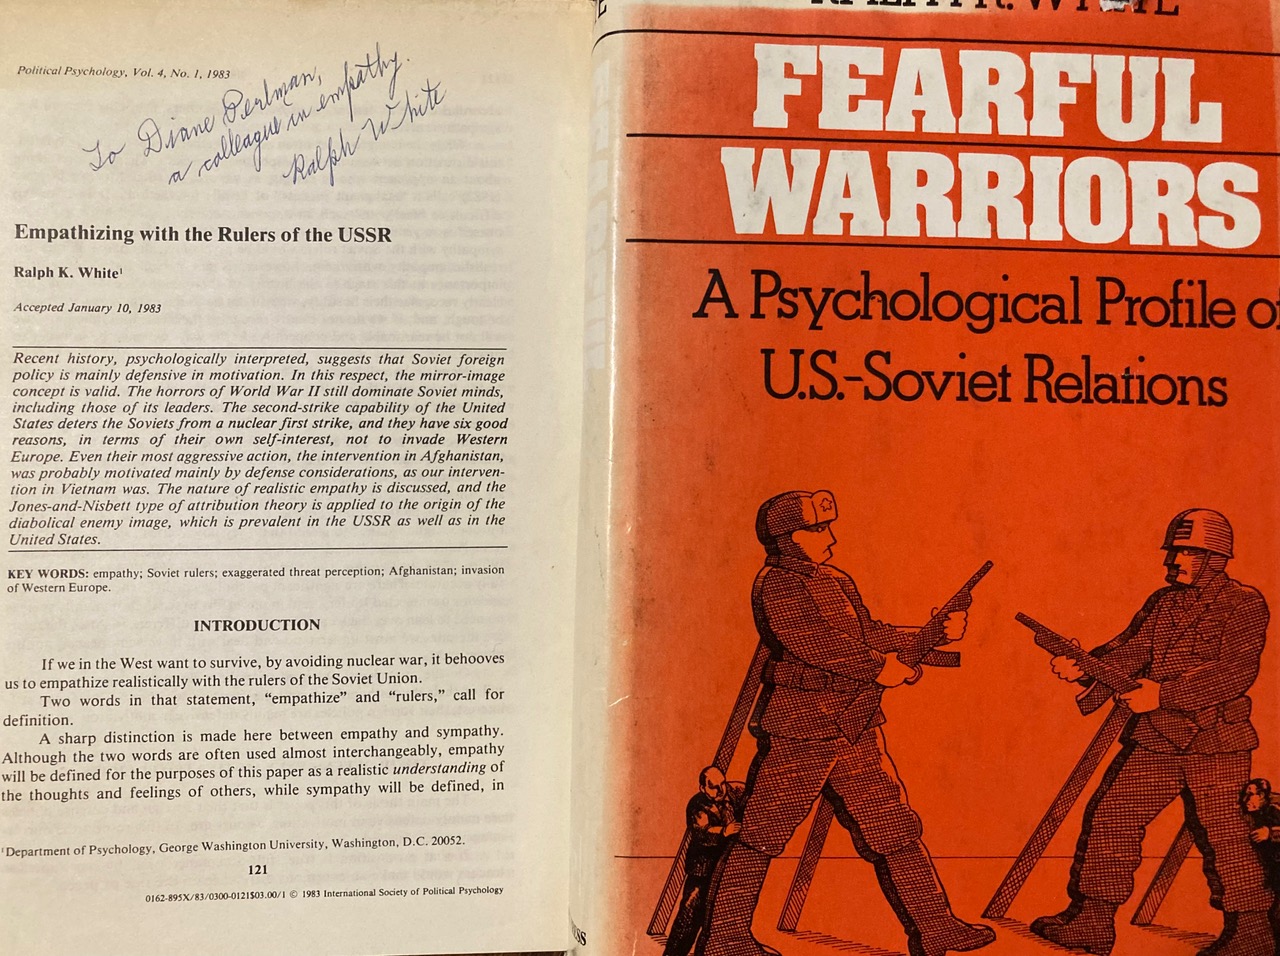 Political Psychology, Vol. 4, No. 1, 1983
To Diane Perlman,
a colleague in empathy.
Ralph White
Empathizing with the Rulers of the USSR
Ralph K. White¹
Accepted January 10, 1983
Recent history, psychologically interpreted, suggests that Soviet foreign
policy is mainly defensive in motivation. In this respect, the mirror-image
concept is valid. The horrors of World War II still dominate Soviet minds,
including those of its leaders. The second-strike capability of the United
States deters the Soviets from a nuclear first strike, and they have six good
reasons, in terms of their own self-interest, not to invade Western
Europe. Even their most aggressive action, the intervention in Afghanistan,
was probably motivated mainly by defense considerations, as our interven-
tion in Vietnam was. The nature of realistic empathy is discussed, and the
Jones-and-Nisbett type of attribution theory is applied to the origin of the
diabolical enemy image, which is prevalent in the USSR as well as in the
United States.
KEY WORDS: empathy; Soviet rulers; exaggerated threat perception; Afghanistan; invasion
of Western Europe.
INTRODUCTION
If we in the West want to survive, by avoiding nuclear war, it behooves
us to empathize realistically with the rulers of the Soviet Union.
Two words in that statement, “empathize” and “rulers,” call for
definition.
A sharp distinction is made here between empathy and sympathy.
Although the two words are often used almost interchangeably, empathy
will be defined for the purposes of this paper as a realistic understanding of
the thoughts and feelings of others, while sympathy will be defined, in
¹Department of Psychology, George Washington University, Washington, D.C. 20052.
121
0162-895X/83/0300-0121$03.00/1 © 1983 International Society of Political Psychology
RALPH K. WHITE
FEARFUL
WARRIORS
A Psychological Profile of
U.S.-Soviet Relations